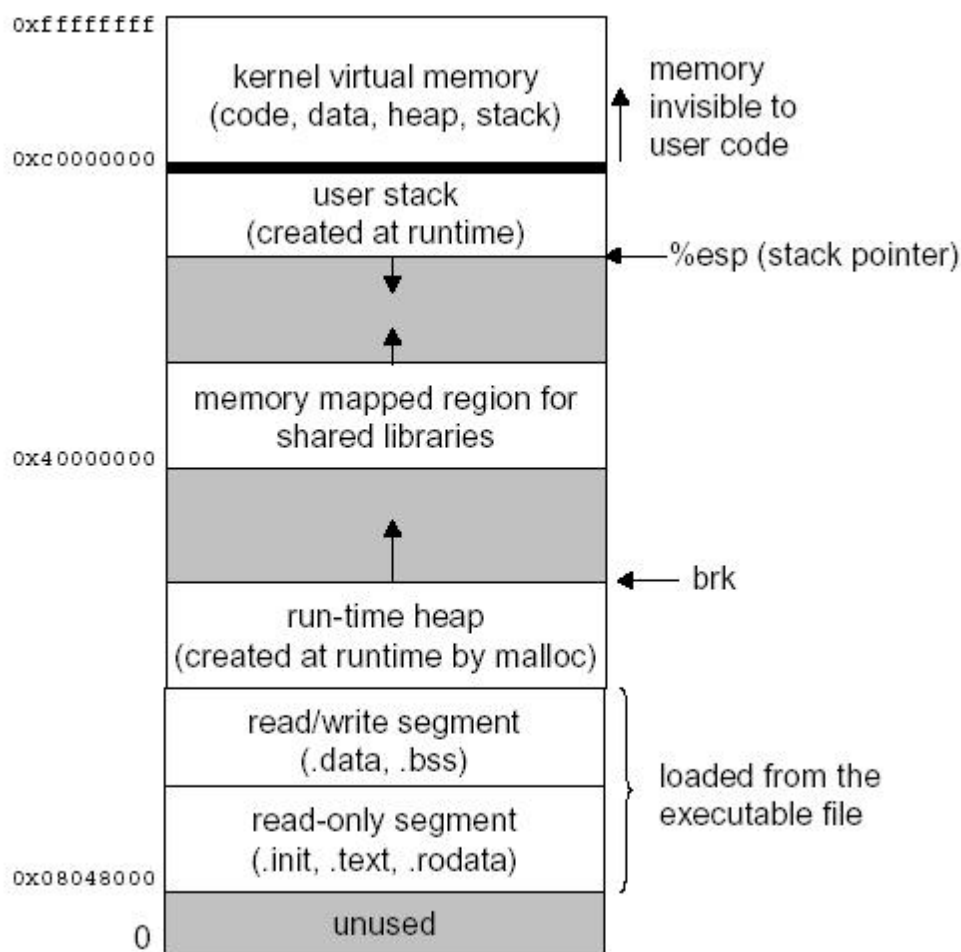 0xffffffff
kernel virtual memory
(code, data, heap, stack)
memory
invisible to
user code
0xc0000000
user stack
(created at runtime)
%esp (stack pointer)
memory mapped region for
shared libraries
0x40000000
brk
run-time heap
(created at runtime by malloc)
read/write segment
(.data, .bss)
loaded from the
executable file
read-only segment
(.init, .text, .rodata)
0x08048000
unused
0